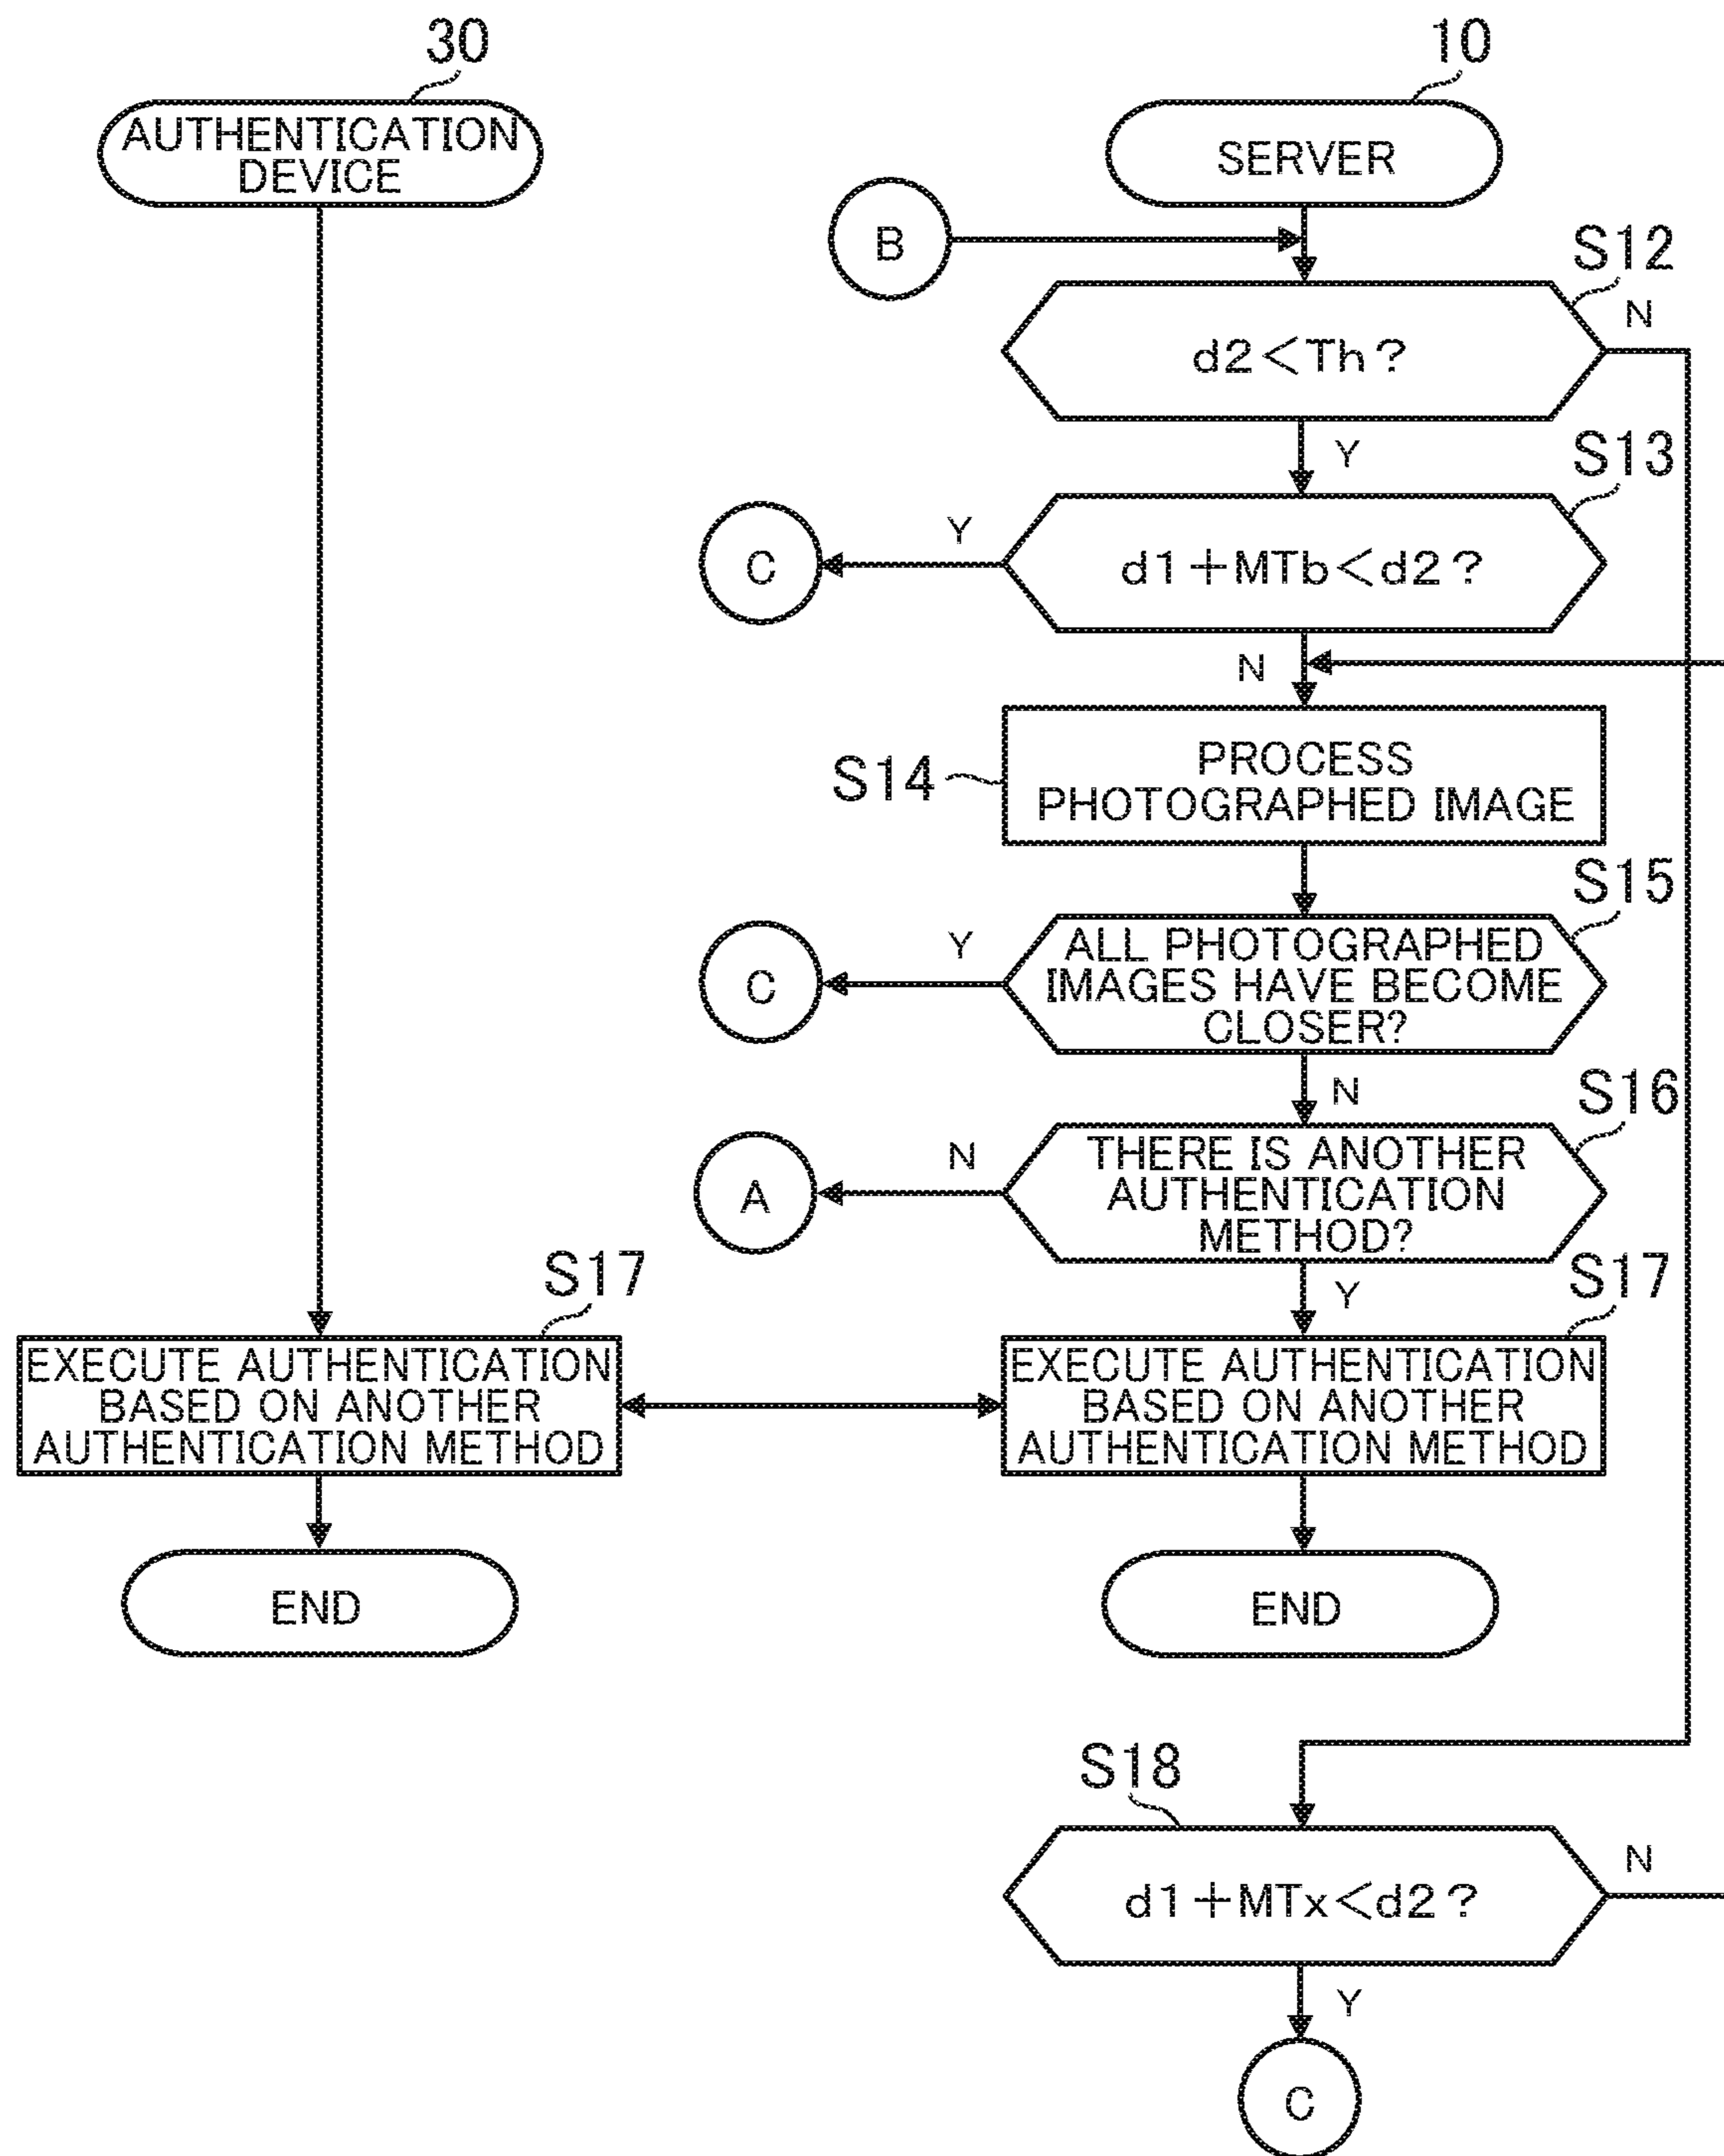 30
AUTHENTICATION
DEVICE
10
SERVER
B
S12
d2<Th?
N
Y
S13
d1+MTb<d2?
Y
C
N
S14
PROCESS
PHOTOGRAPHED IMAGE
S15
ALL PHOTOGRAPHED
IMAGES HAVE BECOME
CLOSER?
Y
C
N
S16
THERE IS ANOTHER
AUTHENTICATION
METHOD?
N
A
Y
S17
EXECUTE AUTHENTICATION
BASED ON ANOTHER
AUTHENTICATION METHOD
S17
EXECUTE AUTHENTICATION
BASED ON ANOTHER
AUTHENTICATION METHOD
END
END
S18
d1+MTx<d2?
N
Y
C